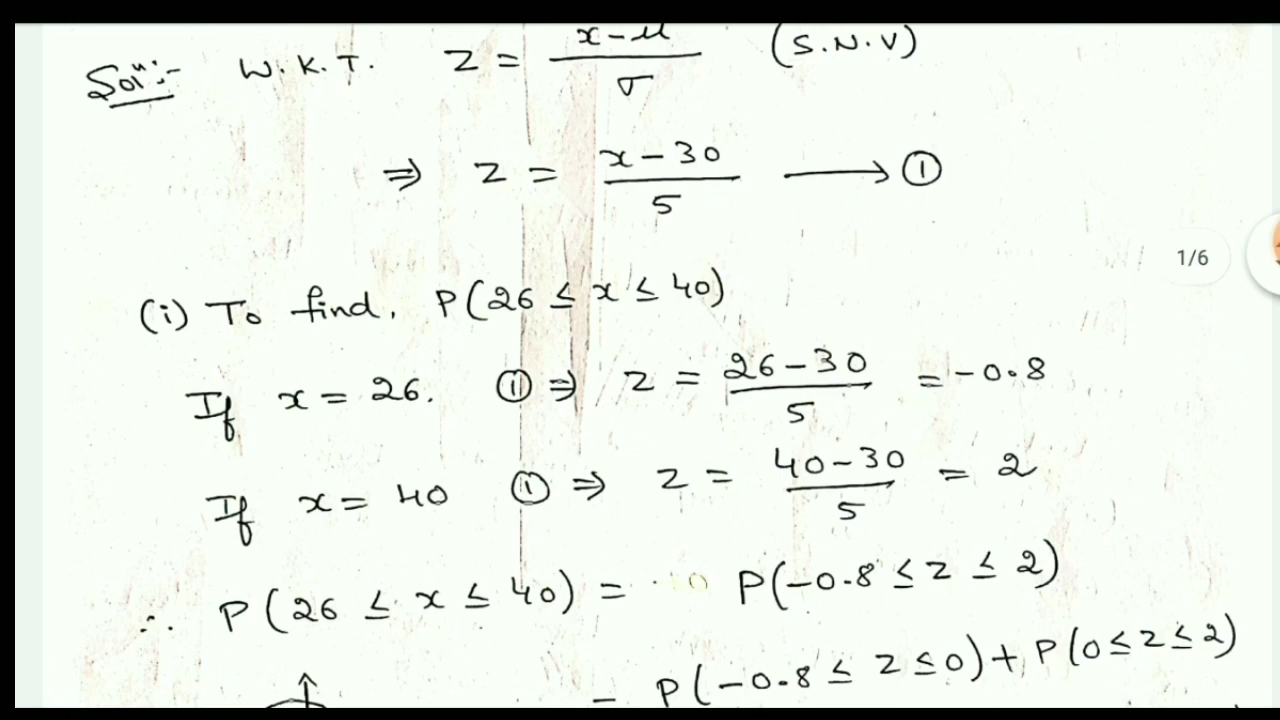 Soln:- W.K.T. Z = (x-μ)/σ (S.N.V)
⇒ Z = (x-30)/5 ⟶ ①
1/6
(i) To find, P(26 ≤ x ≤ 40)
If x = 26. ① ⇒ Z = (26-30)/5 = -0.8
If x = 40 ① ⇒ Z = (40-30)/5 = 2
∴ P(26 ≤ x ≤ 40) = P(-0.8 ≤ Z ≤ 2)
= P(-0.8 ≤ Z ≤ 0) + P(0 ≤ Z ≤ 2)